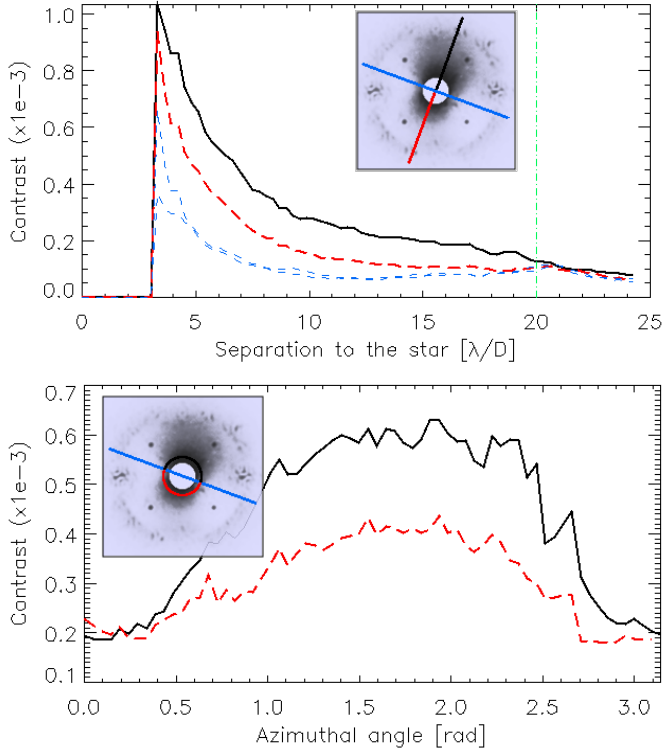 1.0
0.8
0.6
0.4
0.2
0.0
Contrast (x1e-3)
0 5 10 15 20 25
Separation to the star [λ/D]
0.7
0.6
0.5
0.4
0.3
0.2
0.1
Contrast (x1e-3)
0.0 0.5 1.0 1.5 2.0 2.5 3.0
Azimuthal angle [rad]